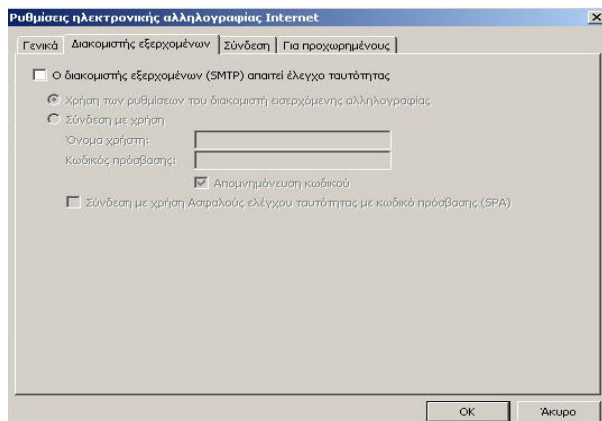 Ρυθμίσεις ηλεκτρονικής αλληλογραφίας Internet
Γενικά Διακομιστής εξερχομένων Σύνδεση Για προχωρημένους
Ο διακομιστής εξερχομένων (SMTP) απαιτεί έλεγχο ταυτότητας
Χρήση των ρυθμίσεων του διακομιστή εισερχόμενης αλληλογραφίας
Σύνδεση με χρήση
Όνομα χρήστη:
Κωδικός πρόσβασης:
Απομνημόνευση κωδικού
Σύνδεση με χρήση Ασφαλούς ελέγχου ταυτότητας με κωδικό πρόσβασης (SPA)
OK Άκυρο